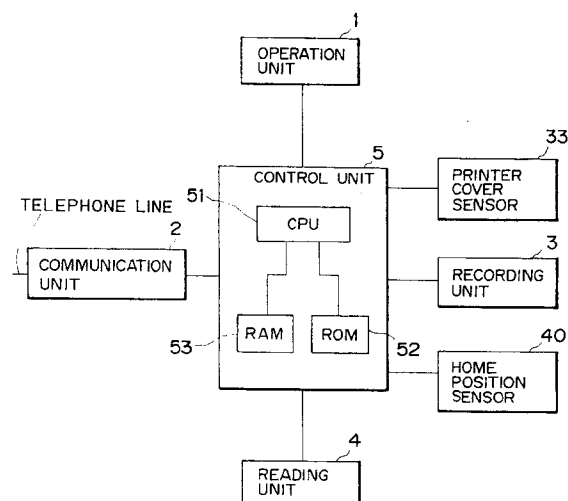 1
OPERATION
UNIT
5
CONTROL UNIT
51
CPU
53
RAM
ROM
52
TELEPHONE LINE
2
COMMUNICATION
UNIT
33
PRINTER
COVER
SENSOR
3
RECORDING
UNIT
40
HOME
POSITION
SENSOR
4
READING
UNIT